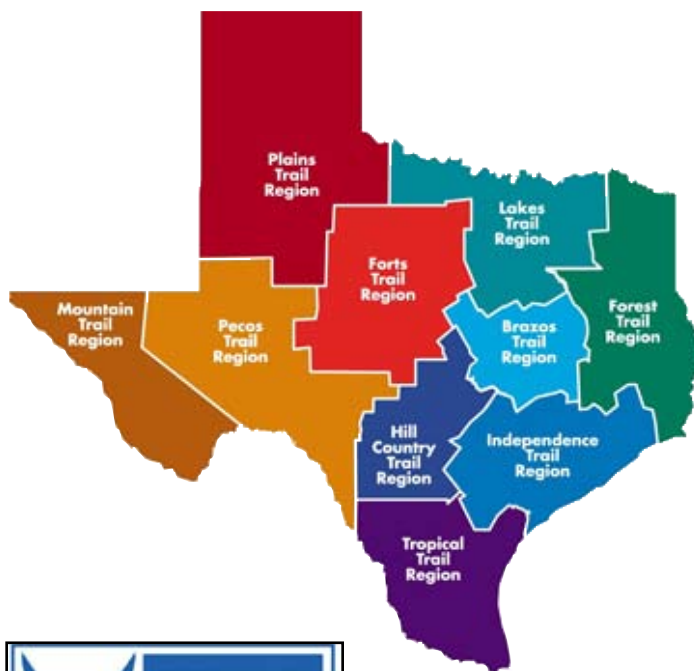 Plains
Trail
Region
Lakes
Trail
Region
Forts
Trail
Region
Mountain
Trail
Region
Pecos
Trail
Region
Brazos
Trail
Region
Forest
Trail
Region
Hill
Country
Trail
Region
Independence
Trail
Region
Tropical
Trail
Region